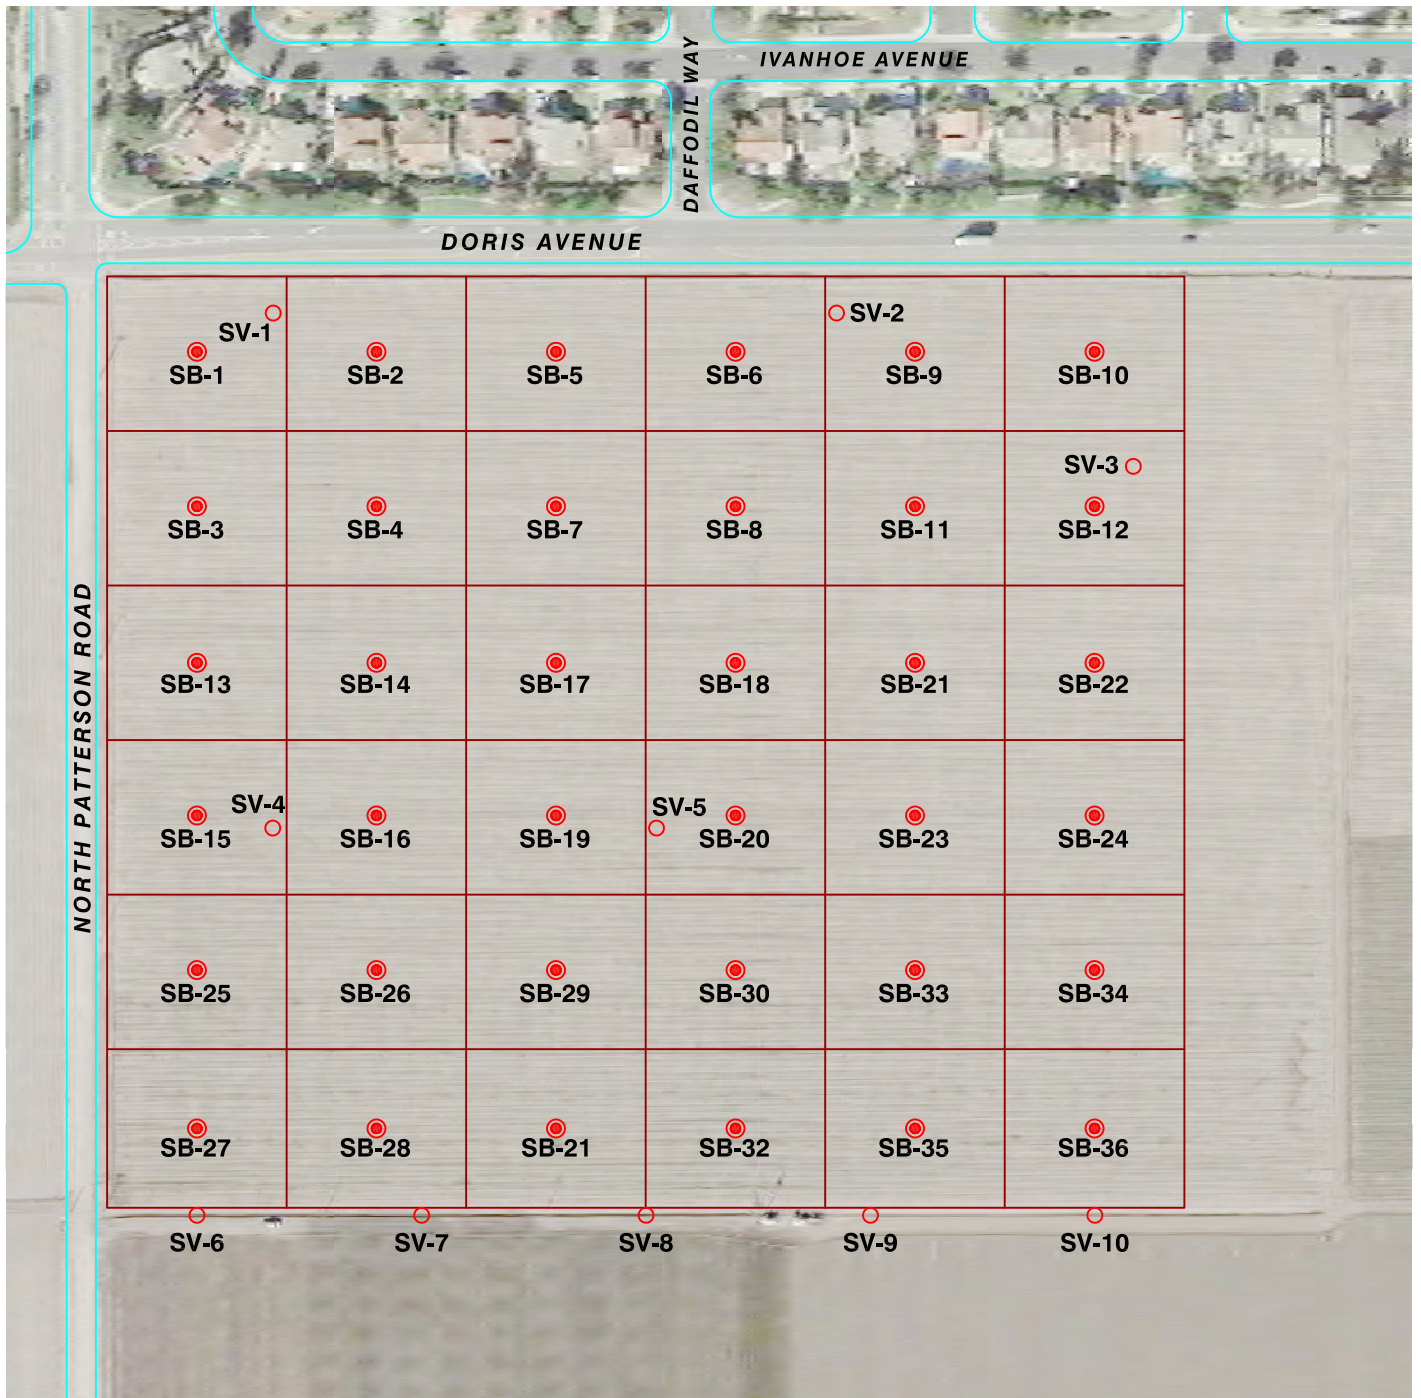 IVANHOE AVENUE
DAFFODIL WAY
DORIS AVENUE
SV-1
SV-2
SB-1
SB-2
SB-5
SB-6
SB-9
SB-10
SV-3
SB-3
SB-4
SB-7
SB-8
SB-11
SB-12
NORTH PATTERSON ROAD
SB-13
SB-14
SB-17
SB-18
SB-21
SB-22
SV-4
SV-5
SB-15
SB-16
SB-19
SB-20
SB-23
SB-24
SB-25
SB-26
SB-29
SB-30
SB-33
SB-34
SB-27
SB-28
SB-21
SB-32
SB-35
SB-36
SV-6
SV-7
SV-8
SV-9
SV-10